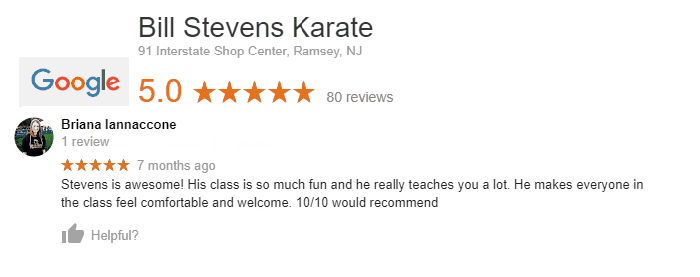 Bill Stevens Karate
91 Interstate Shop Center, Ramsey, NJ
Google
5.0 80 reviews
Briana Iannaccone
1 review
7 months ago
Stevens is awesome! His class is so much fun and he really teaches you a lot. He makes everyone in
the class feel comfortable and welcome. 10/10 would recommend
Helpful?